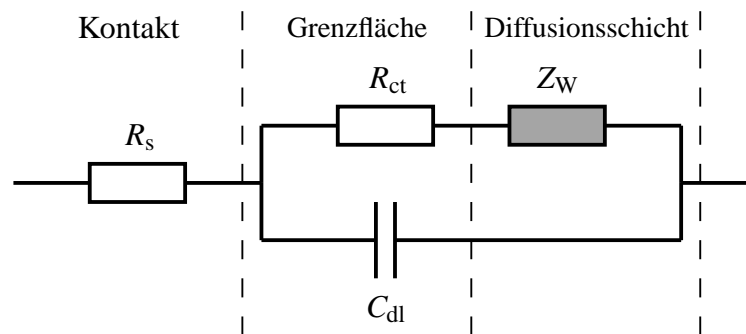 Kontakt
Grenzfläche
Diffusionsschicht
Rct
ZW
Rs
Cdl